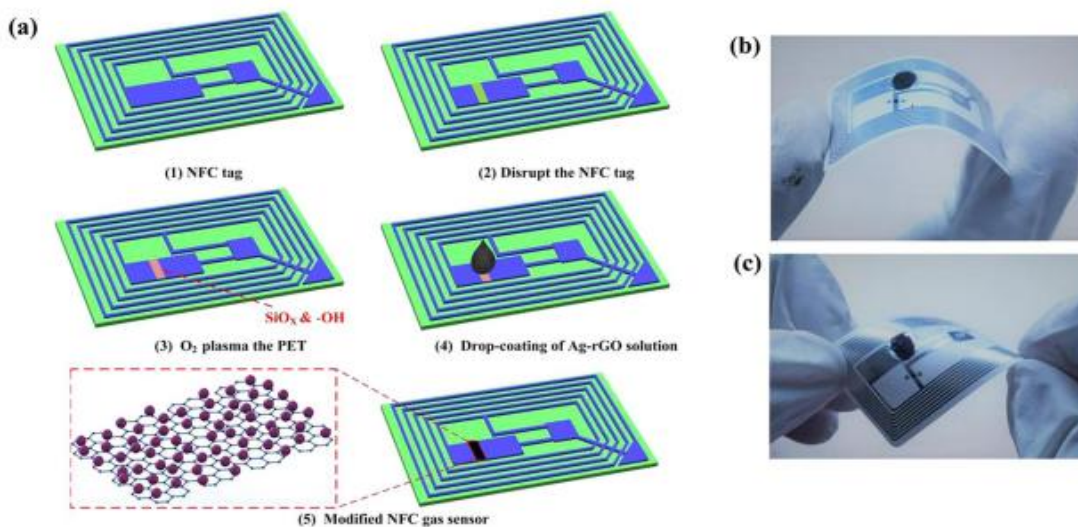 (a)
(1) NFC tag
(2) Disrupt the NFC tag
SiOX & -OH
(3) O2 plasma the PET
(4) Drop-coating of Ag-rGO solution
(5) Modified NFC gas sensor
(b)
(c)